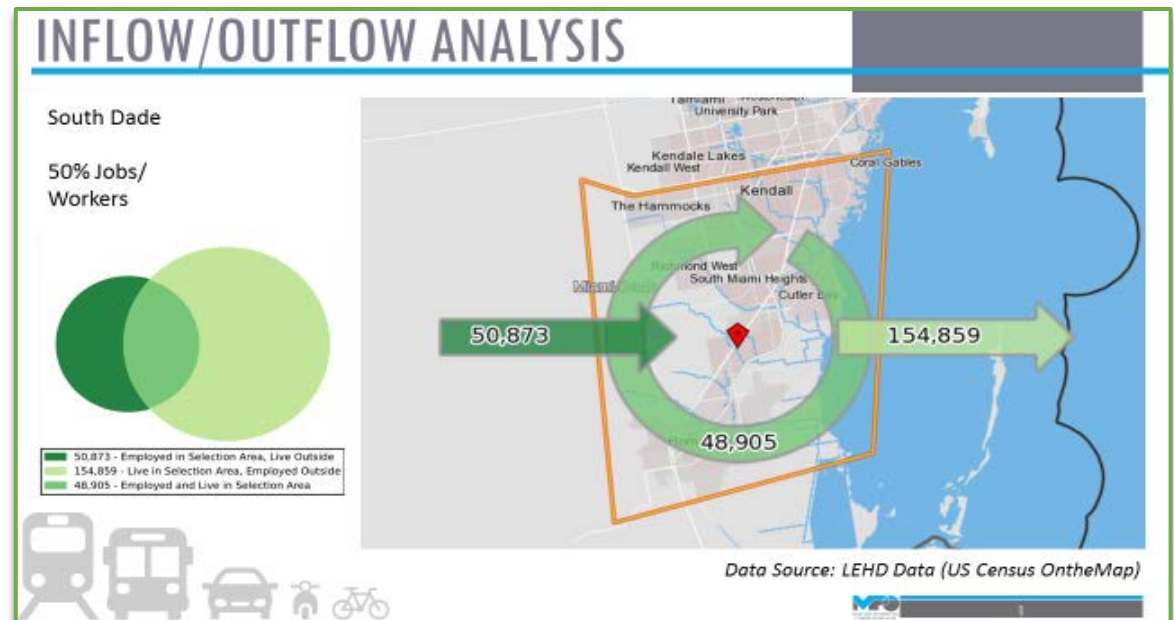 INFLOW/OUTFLOW ANALYSIS
South Dade
50% Jobs/
Workers
50,873 - Employed in Selection Area, Live Outside
154,859 - Live in Selection Area, Employed Outside
48,905 - Employed and Live in Selection Area
University Park
Kendale Lakes
Kendall West
Coral Gables
Kendall
The Hammocks
Richmond West
South Miami Heights
Cutler Bay
50,873
154,859
48,905
Data Source: LEHD Data (US Census OntheMap)
MPO